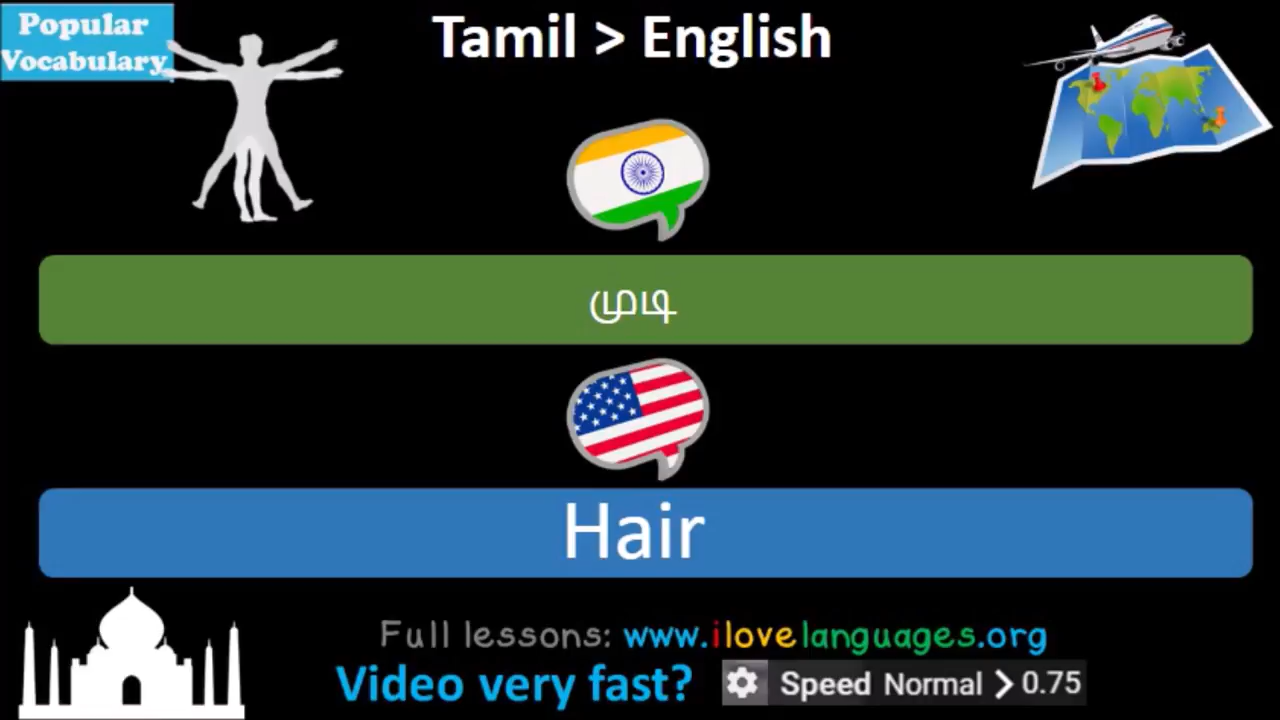 Popular
Vocabulary
Tamil > English
முடி
Hair
Full lessons: www.ilovelanguages.org
Video very fast? Speed Normal > 0.75